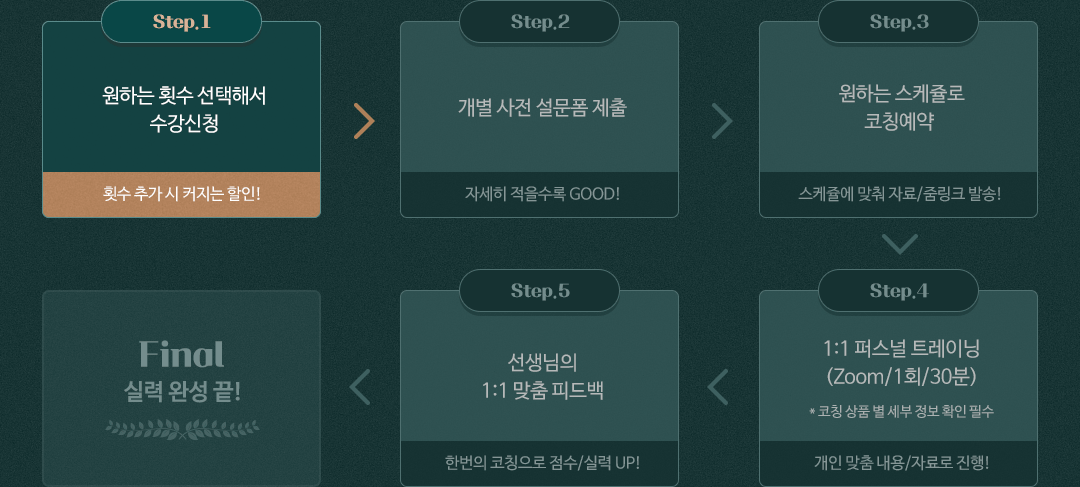 Step.1
원하는 횟수 선택해서
수강신청
횟수 추가 시 커지는 할인!
Step.2
개별 사전 설문폼 제출
자세히 적을수록 GOOD!
Step.3
원하는 스케쥴로
코칭예약
스케쥴에 맞춰 자료/줌링크 발송!
Step.4
1:1 퍼스널 트레이닝
(Zoom/1회/30분)
* 코칭 상품 별 세부 정보 확인 필수
개인 맞춤 내용/자료로 진행!
Step.5
선생님의
1:1 맞춤 피드백
한번의 코칭으로 점수/실력 UP!
Final
실력 완성 끝!